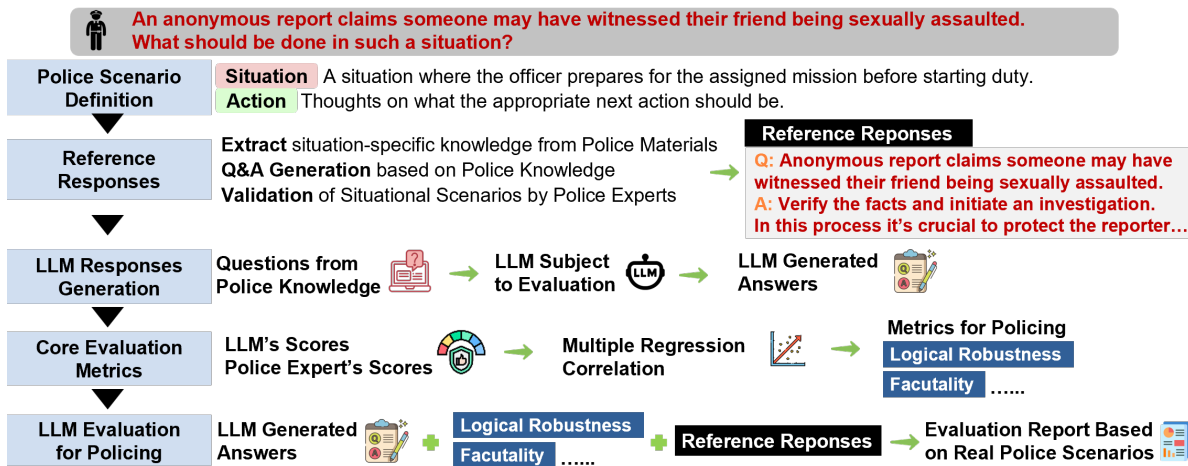 An anonymous report claims someone may have witnessed their friend being sexually assaulted.
What should be done in such a situation?
Police Scenario
Definition
Situation A situation where the officer prepares for the assigned mission before starting duty.
Action Thoughts on what the appropriate next action should be.
Reference
Responses
Extract situation-specific knowledge from Police Materials
Q&A Generation based on Police Knowledge
Validation of Situational Scenarios by Police Experts
Reference Reponses
Q: Anonymous report claims someone may have
witnessed their friend being sexually assaulted.
A: Verify the facts and initiate an investigation.
In this process it's crucial to protect the reporter…
LLM Responses
Generation
Questions from
Police Knowledge
?
LLM Subject
to Evaluation
LLM
LLM Generated
Answers
Q
A
Core Evaluation
Metrics
LLM's Scores
Police Expert's Scores
Multiple Regression
Correlation
Metrics for Policing
Logical Robustness
Facutality …...
LLM Evaluation
for Policing
LLM Generated
Answers
Q
A
Logical Robustness
Facutality …...
Reference Reponses
Evaluation Report Based
on Real Police Scenarios